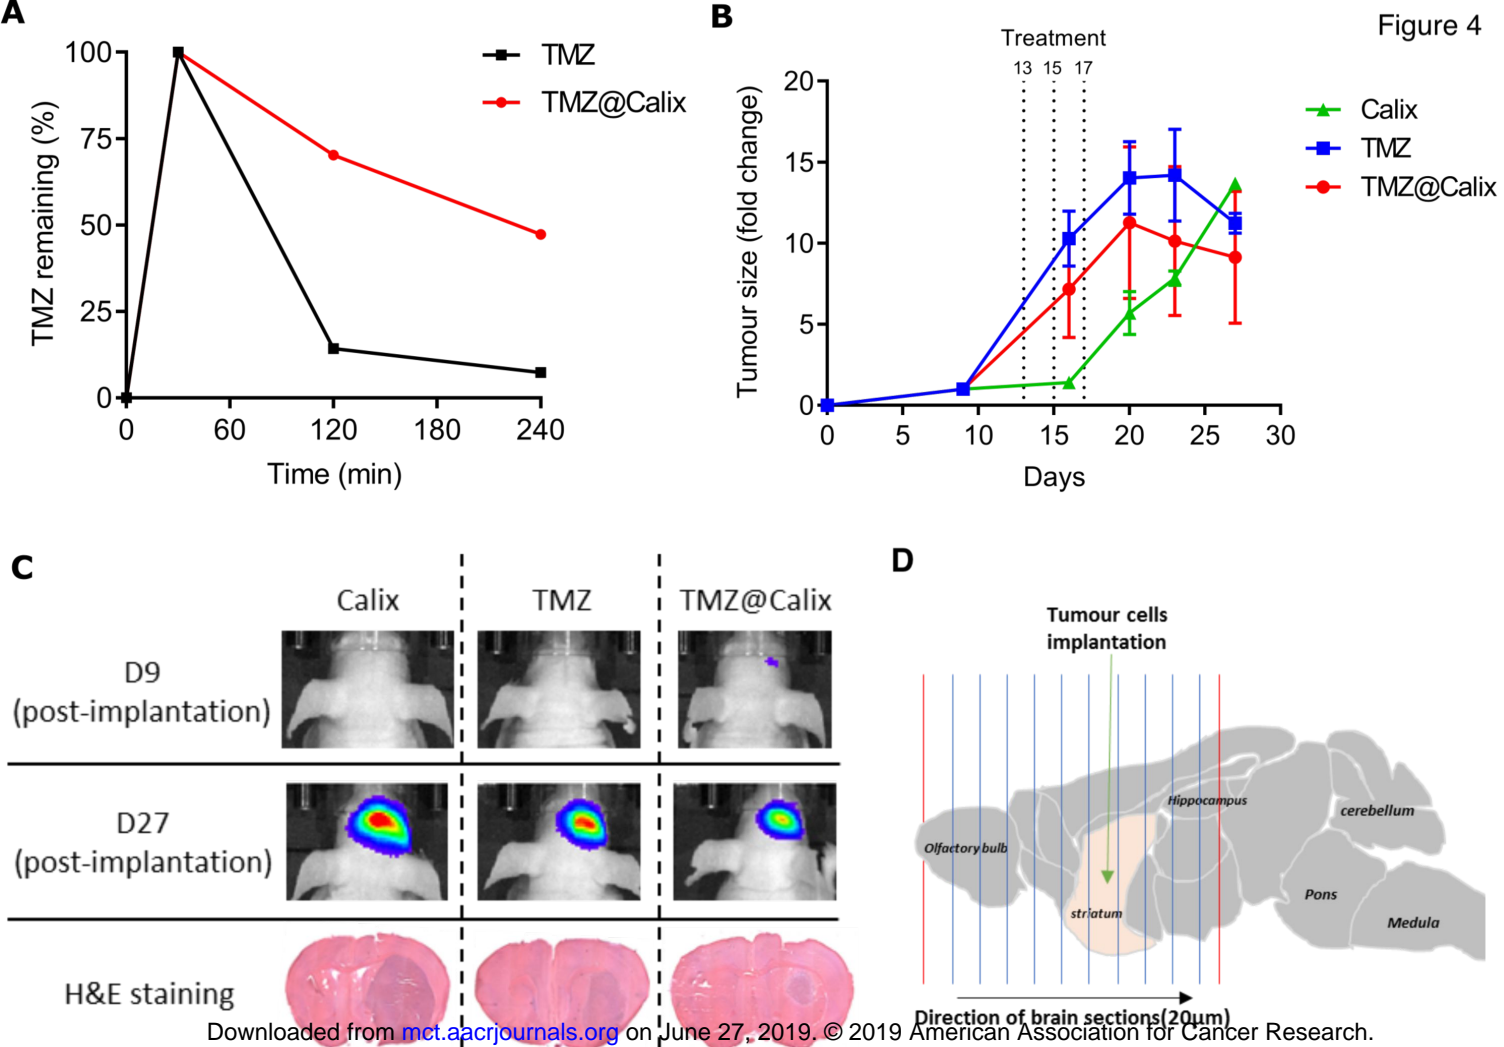 Figure 4
A
TMZ remaining (%)
100
75
50
25
0
0 60 120 180 240
Time (min)
TMZ
TMZ@Calix
B
Treatment
13 15 17
Tumour size (fold change)
20
15
10
5
0
0 5 10 15 20 25 30
Days
Calix
TMZ
TMZ@Calix
C
Calix TMZ TMZ@Calix
D9
(post-implantation)
D27
(post-implantation)
H&E staining
D
Tumour cells
implantation
Hippocampus
cerebellum
Olfactory bulb
Pons
striatum
Medula
Direction of brain sections(20μm)
Downloaded from mct.aacrjournals.org on June 27, 2019. © 2019 American Association for Cancer Research.